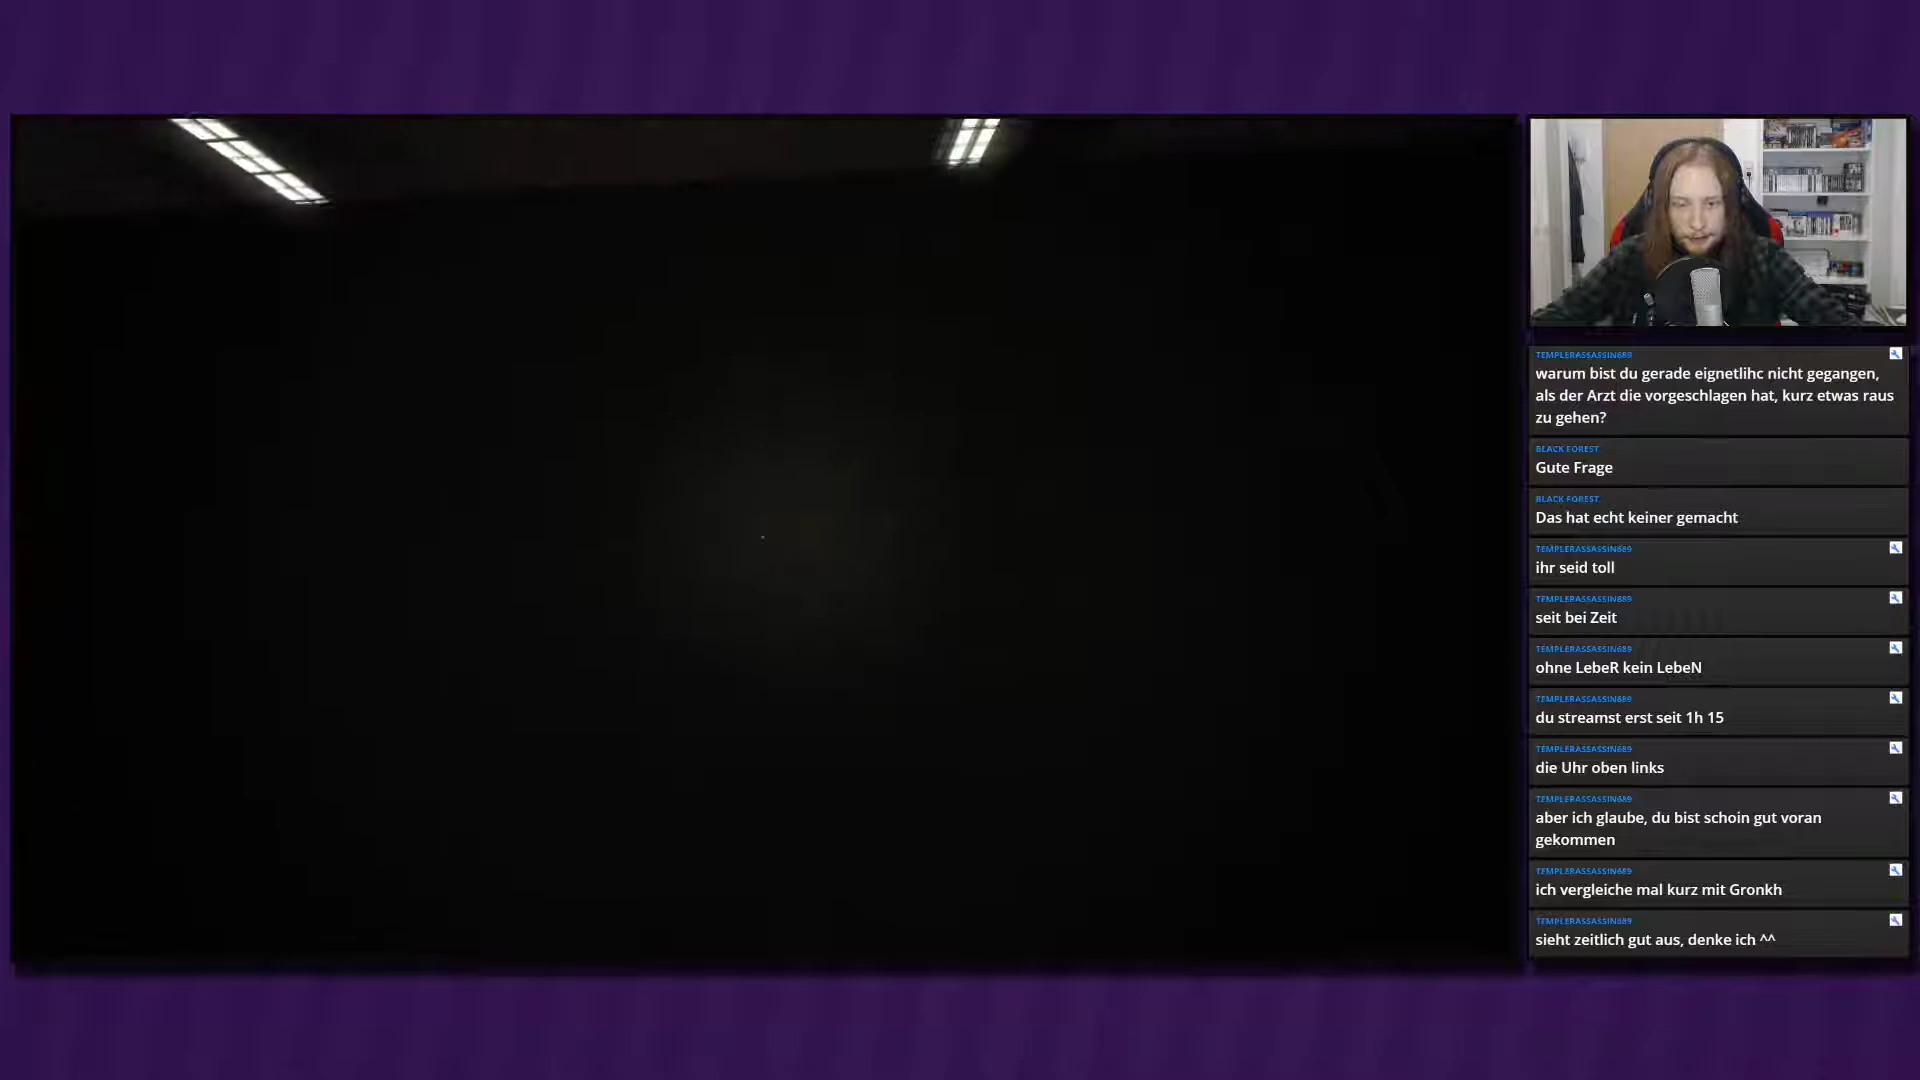 TEMPLERASSASSIN689
warum bist du gerade eignetlihc nicht gegangen,
als der Arzt die vorgeschlagen hat, kurz etwas raus
zu gehen?
BLACK FOREST
Gute Frage
BLACK FOREST
Das hat echt keiner gemacht
TEMPLERASSASSIN689
ihr seid toll
TEMPLERASSASSIN689
seit bei Zeit
TEMPLERASSASSIN689
ohne LebeR kein LebeN
TEMPLERASSASSIN689
du streamst erst seit 1h 15
TEMPLERASSASSIN689
die Uhr oben links
TEMPLERASSASSIN689
aber ich glaube, du bist schoin gut voran
gekommen
TEMPLERASSASSIN689
ich vergleiche mal kurz mit Gronkh
TEMPLERASSASSIN689
sieht zeitlich gut aus, denke ich ^^